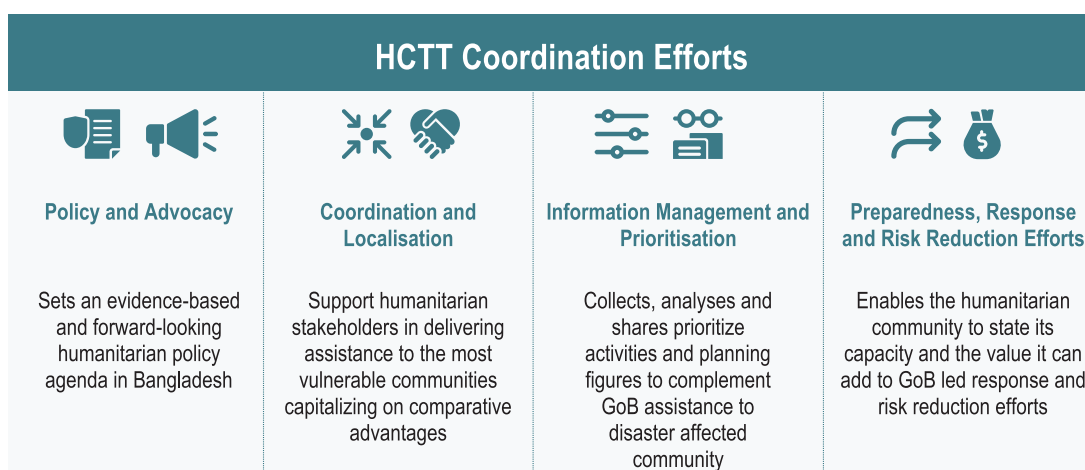 HCTT Coordination Efforts
Policy and Advocacy
Sets an evidence-based
and forward-looking
humanitarian policy
agenda in Bangladesh
Coordination and
Localisation
Support humanitarian
stakeholders in delivering
assistance to the most
vulnerable communities
capitalizing on comparative
advantages
Information Management and
Prioritisation
Collects, analyses and
shares prioritize
activities and planning
figures to complement
GoB assistance to
disaster affected
community
Preparedness, Response
and Risk Reduction Efforts
Enables the humanitarian
community to state its
capacity and the value it can
add to GoB led response and
risk reduction efforts
$